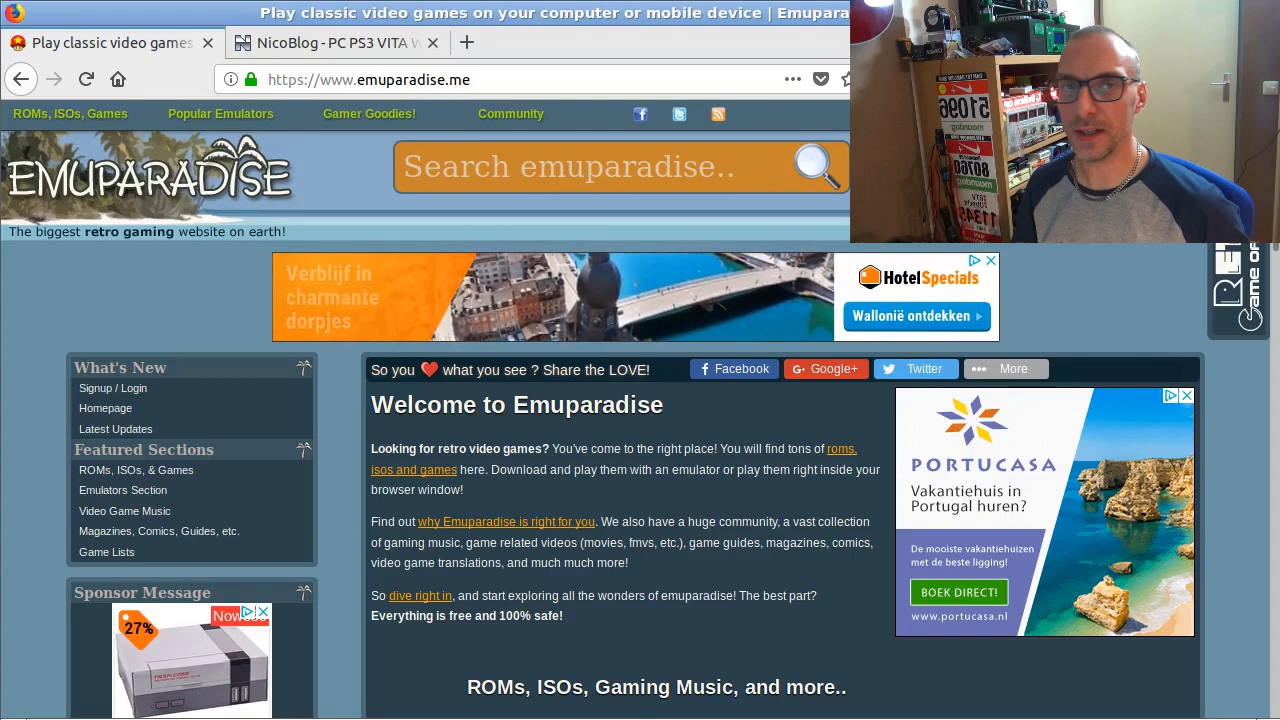 Play classic video games on your computer or mobile device | Emupara
Play classic video games
NicoBlog - PC PS3 VITA W
https://www.emuparadise.me
ROMs, ISOs, Games
Popular Emulators
Gamer Goodies!
Community
EMUPARADISE
Search emuparadise..
The biggest retro gaming website on earth!
51096
maandag
80760
maandag
11345
Verblijf in
charmante
dorpjes
HotelSpecials
Wallonië ontdekken
RET
Game OF
What's New
Signup / Login
Homepage
Latest Updates
Featured Sections
ROMs, ISOs, & Games
Emulators Section
Video Game Music
Magazines, Comics, Guides, etc.
Game Lists
Sponsor Message
27%
NESPI CASE
So you ❤ what you see ? Share the LOVE!
Facebook
Google+
Twitter
More
Welcome to Emuparadise
Looking for retro video games? You've come to the right place! You will find tons of roms,
isos and games here. Download and play them with an emulator or play them right inside your
browser window!
Find out why Emuparadise is right for you. We also have a huge community, a vast collection
of gaming music, game related videos (movies, fmvs, etc.), game guides, magazines, comics,
video game translations, and much much more!
So dive right in, and start exploring all the wonders of emuparadise! The best part?
Everything is free and 100% safe!
PORTUCASA
Vakantiehuis in
Portugal huren?
De mooiste vakantiehuizen
met de beste ligging!
BOEK DIRECT!
www.portucasa.nl
ROMs, ISOs, Gaming Music, and more..